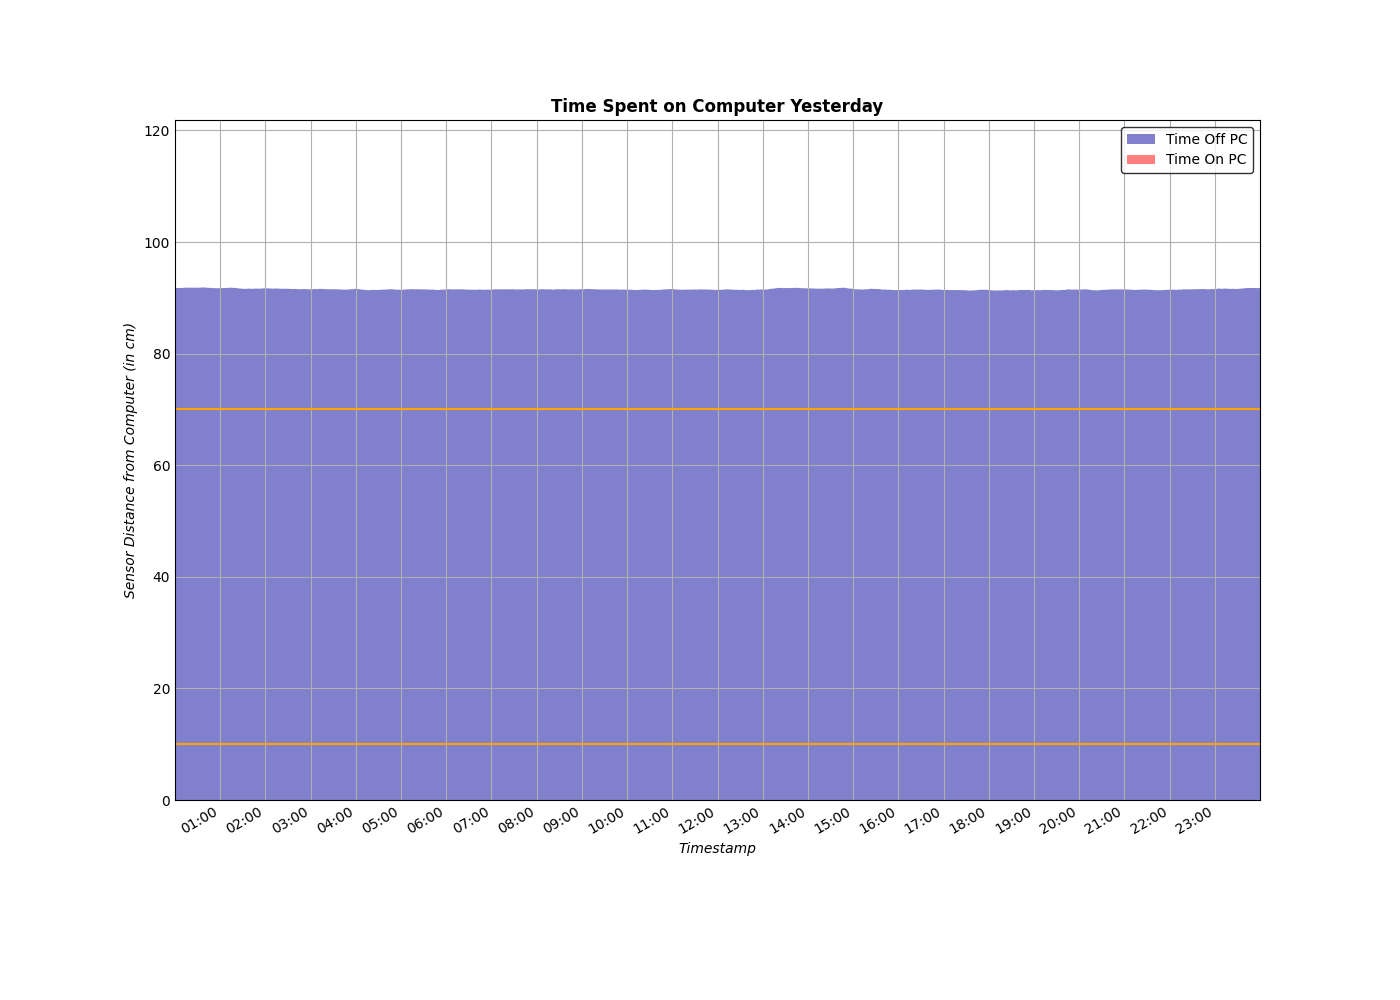 Time Spent on Computer Yesterday
Time Off PC
Time On PC
120
100
80
60
40
20
0
Sensor Distance from Computer (in cm)
01:00 02:00 03:00 04:00 05:00 06:00 07:00 08:00 09:00 10:00 11:00 12:00 13:00 14:00 15:00 16:00 17:00 18:00 19:00 20:00 21:00 22:00 23:00
Timestamp